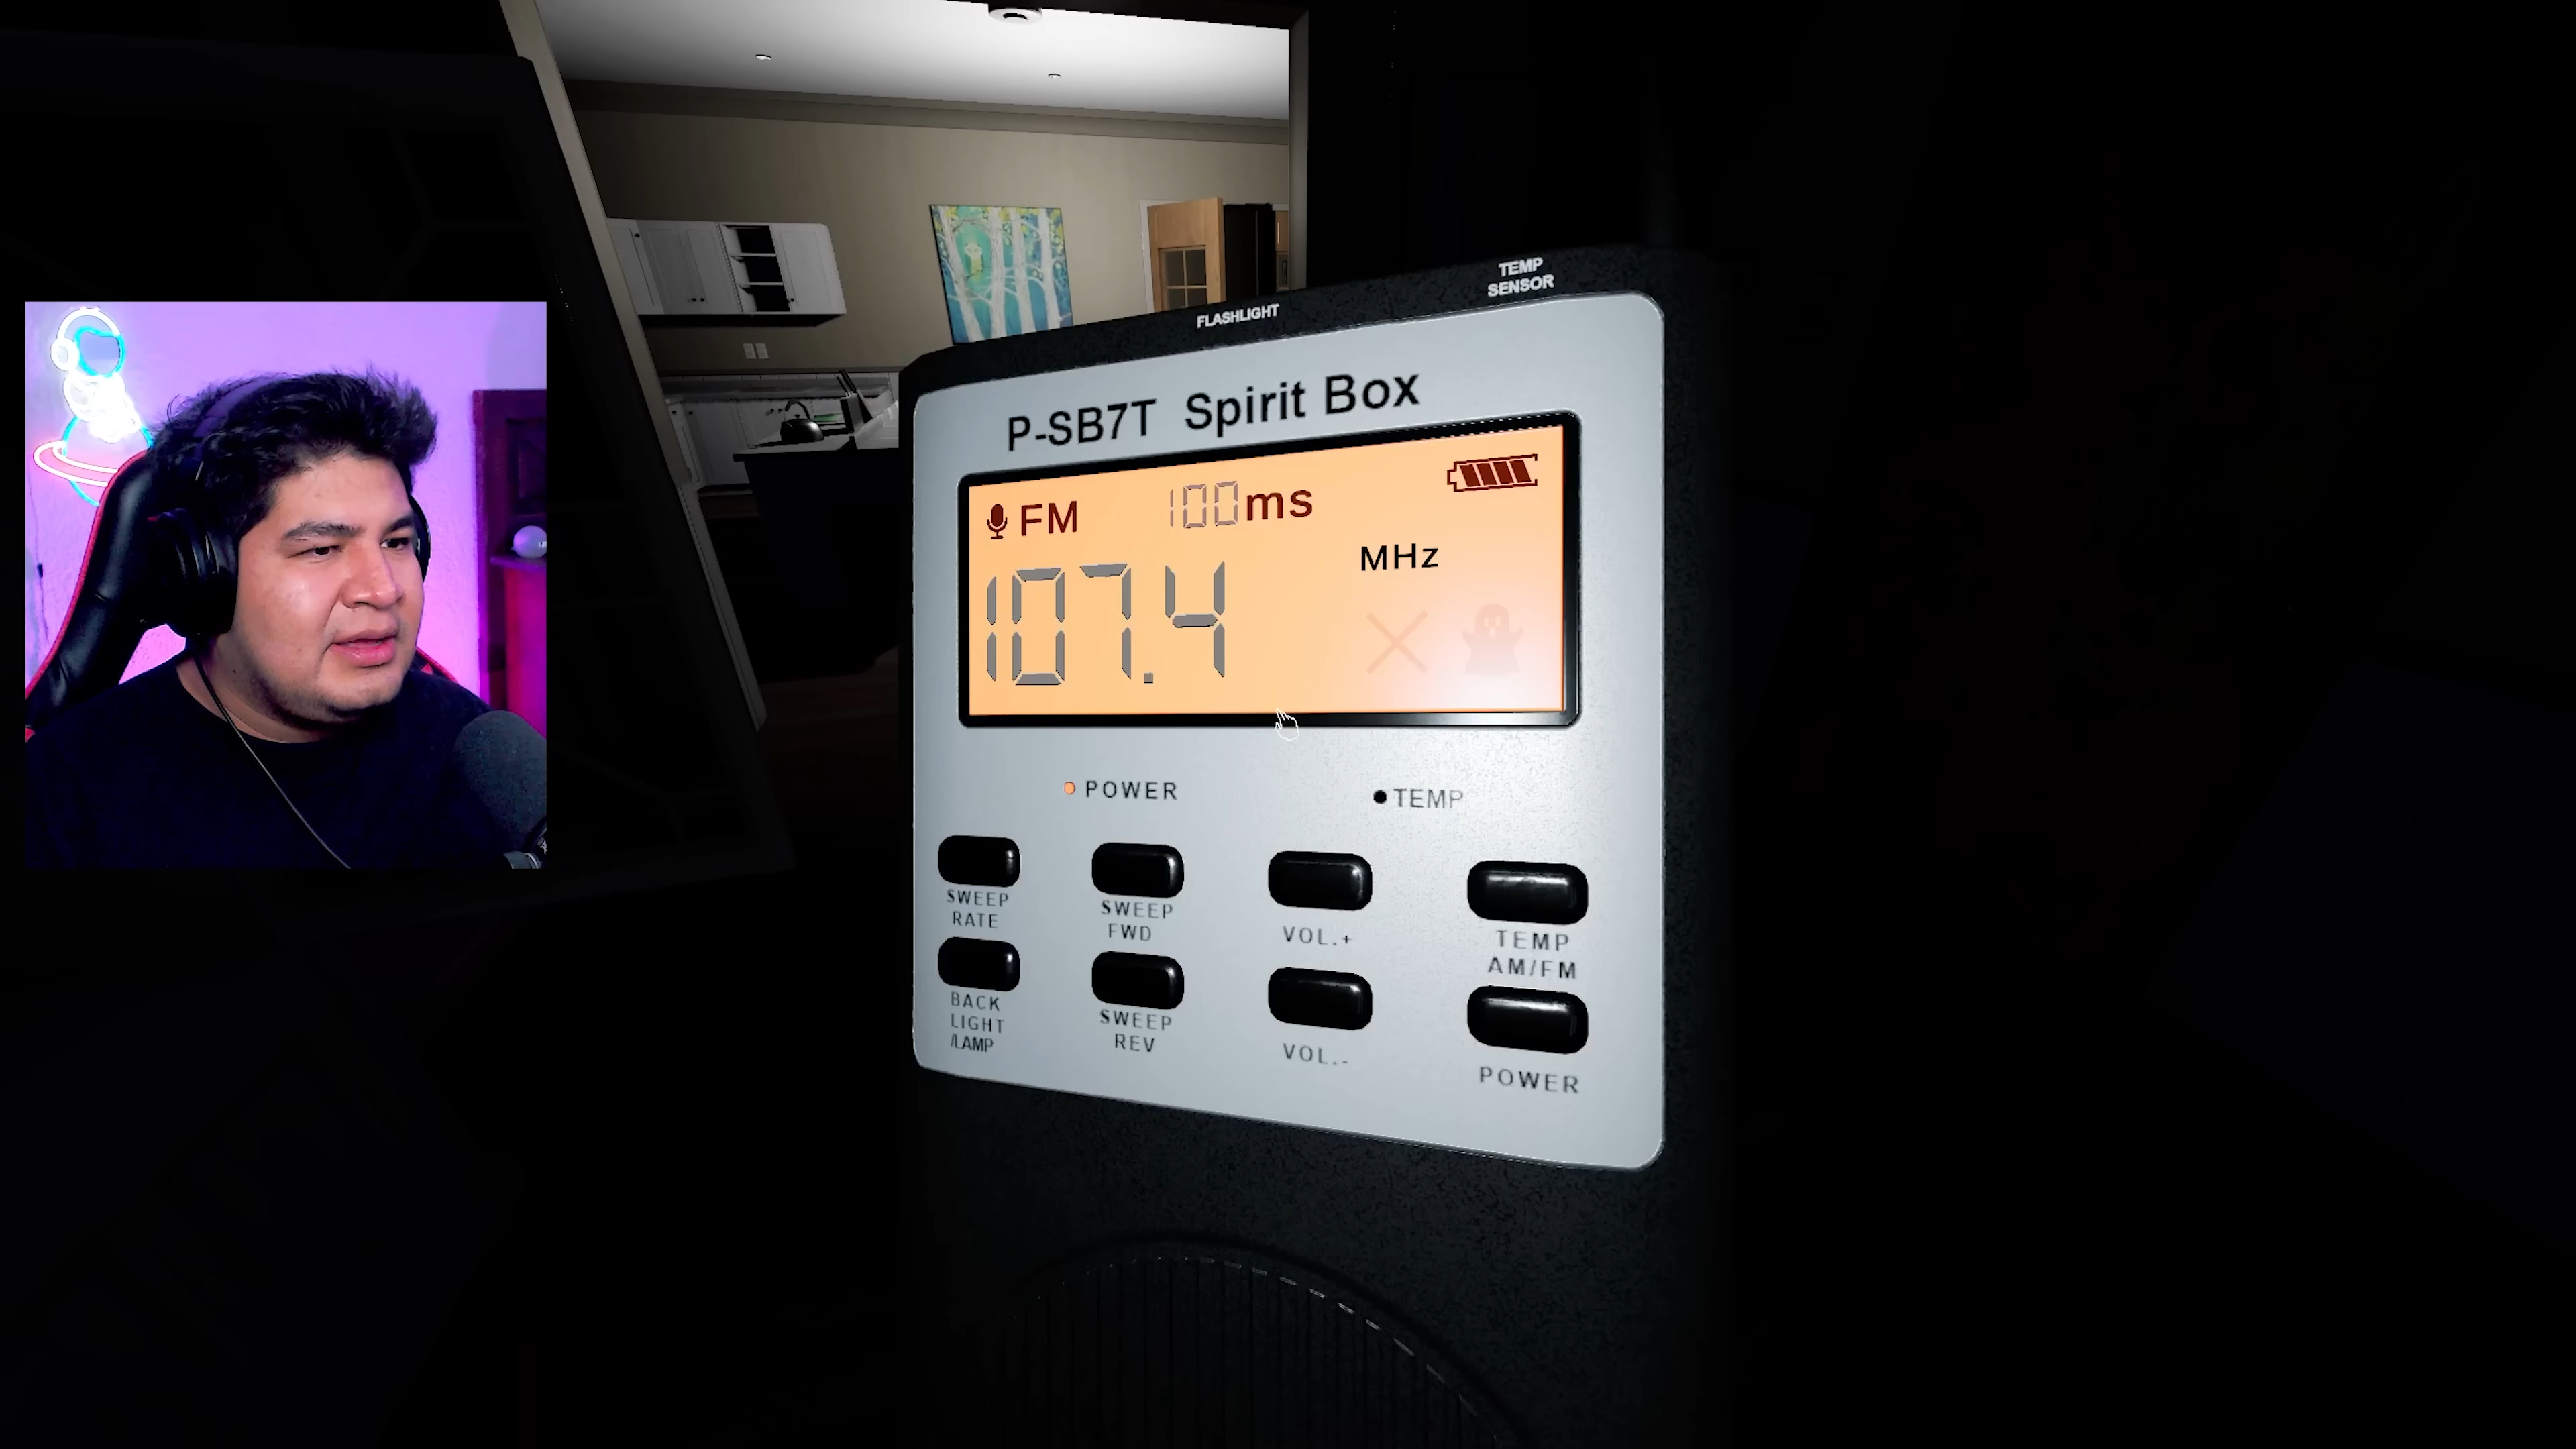 TEMP
SENSOR
FLASHLIGHT
P-SB7T Spirit Box
FM 100ms
MHz
107.4
POWER
TEMP
SWEEP
RATE
SWEEP
FWD
VOL.+
TEMP
AM/FM
BACK
LIGHT
/LAMP
SWEEP
REV
VOL.-
POWER